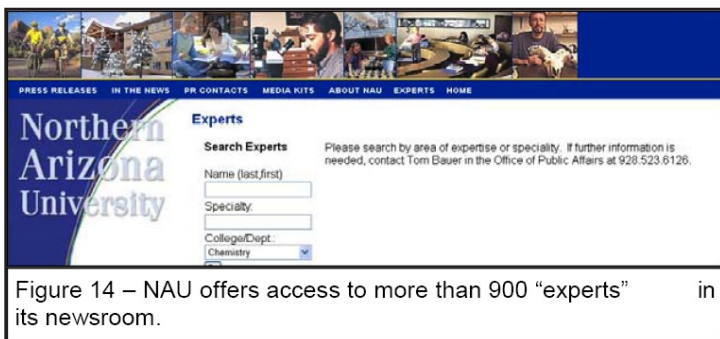 PRESS RELEASES IN THE NEWS PR CONTACTS MEDIA KITS ABOUT NAU EXPERTS HOME
Northern
Arizona
University
Experts
Search Experts
Please search by area of expertise or speciality. If further information is
needed, contact Tom Bauer in the Office of Public Affairs at 928.523.6126.
Name (last,first)
Specialty:
College/Dept.:
Chemistry
Figure 14 – NAU offers access to more than 900 “experts” in
its newsroom.